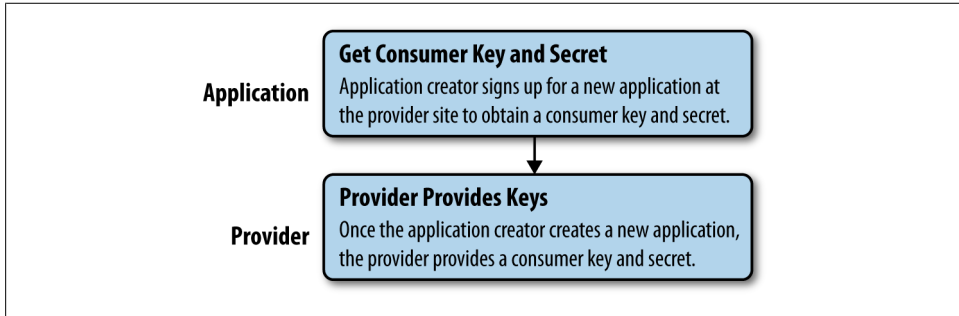 Application
Get Consumer Key and Secret
Application creator signs up for a new application at
the provider site to obtain a consumer key and secret.
Provider
Provider Provides Keys
Once the application creator creates a new application,
the provider provides a consumer key and secret.